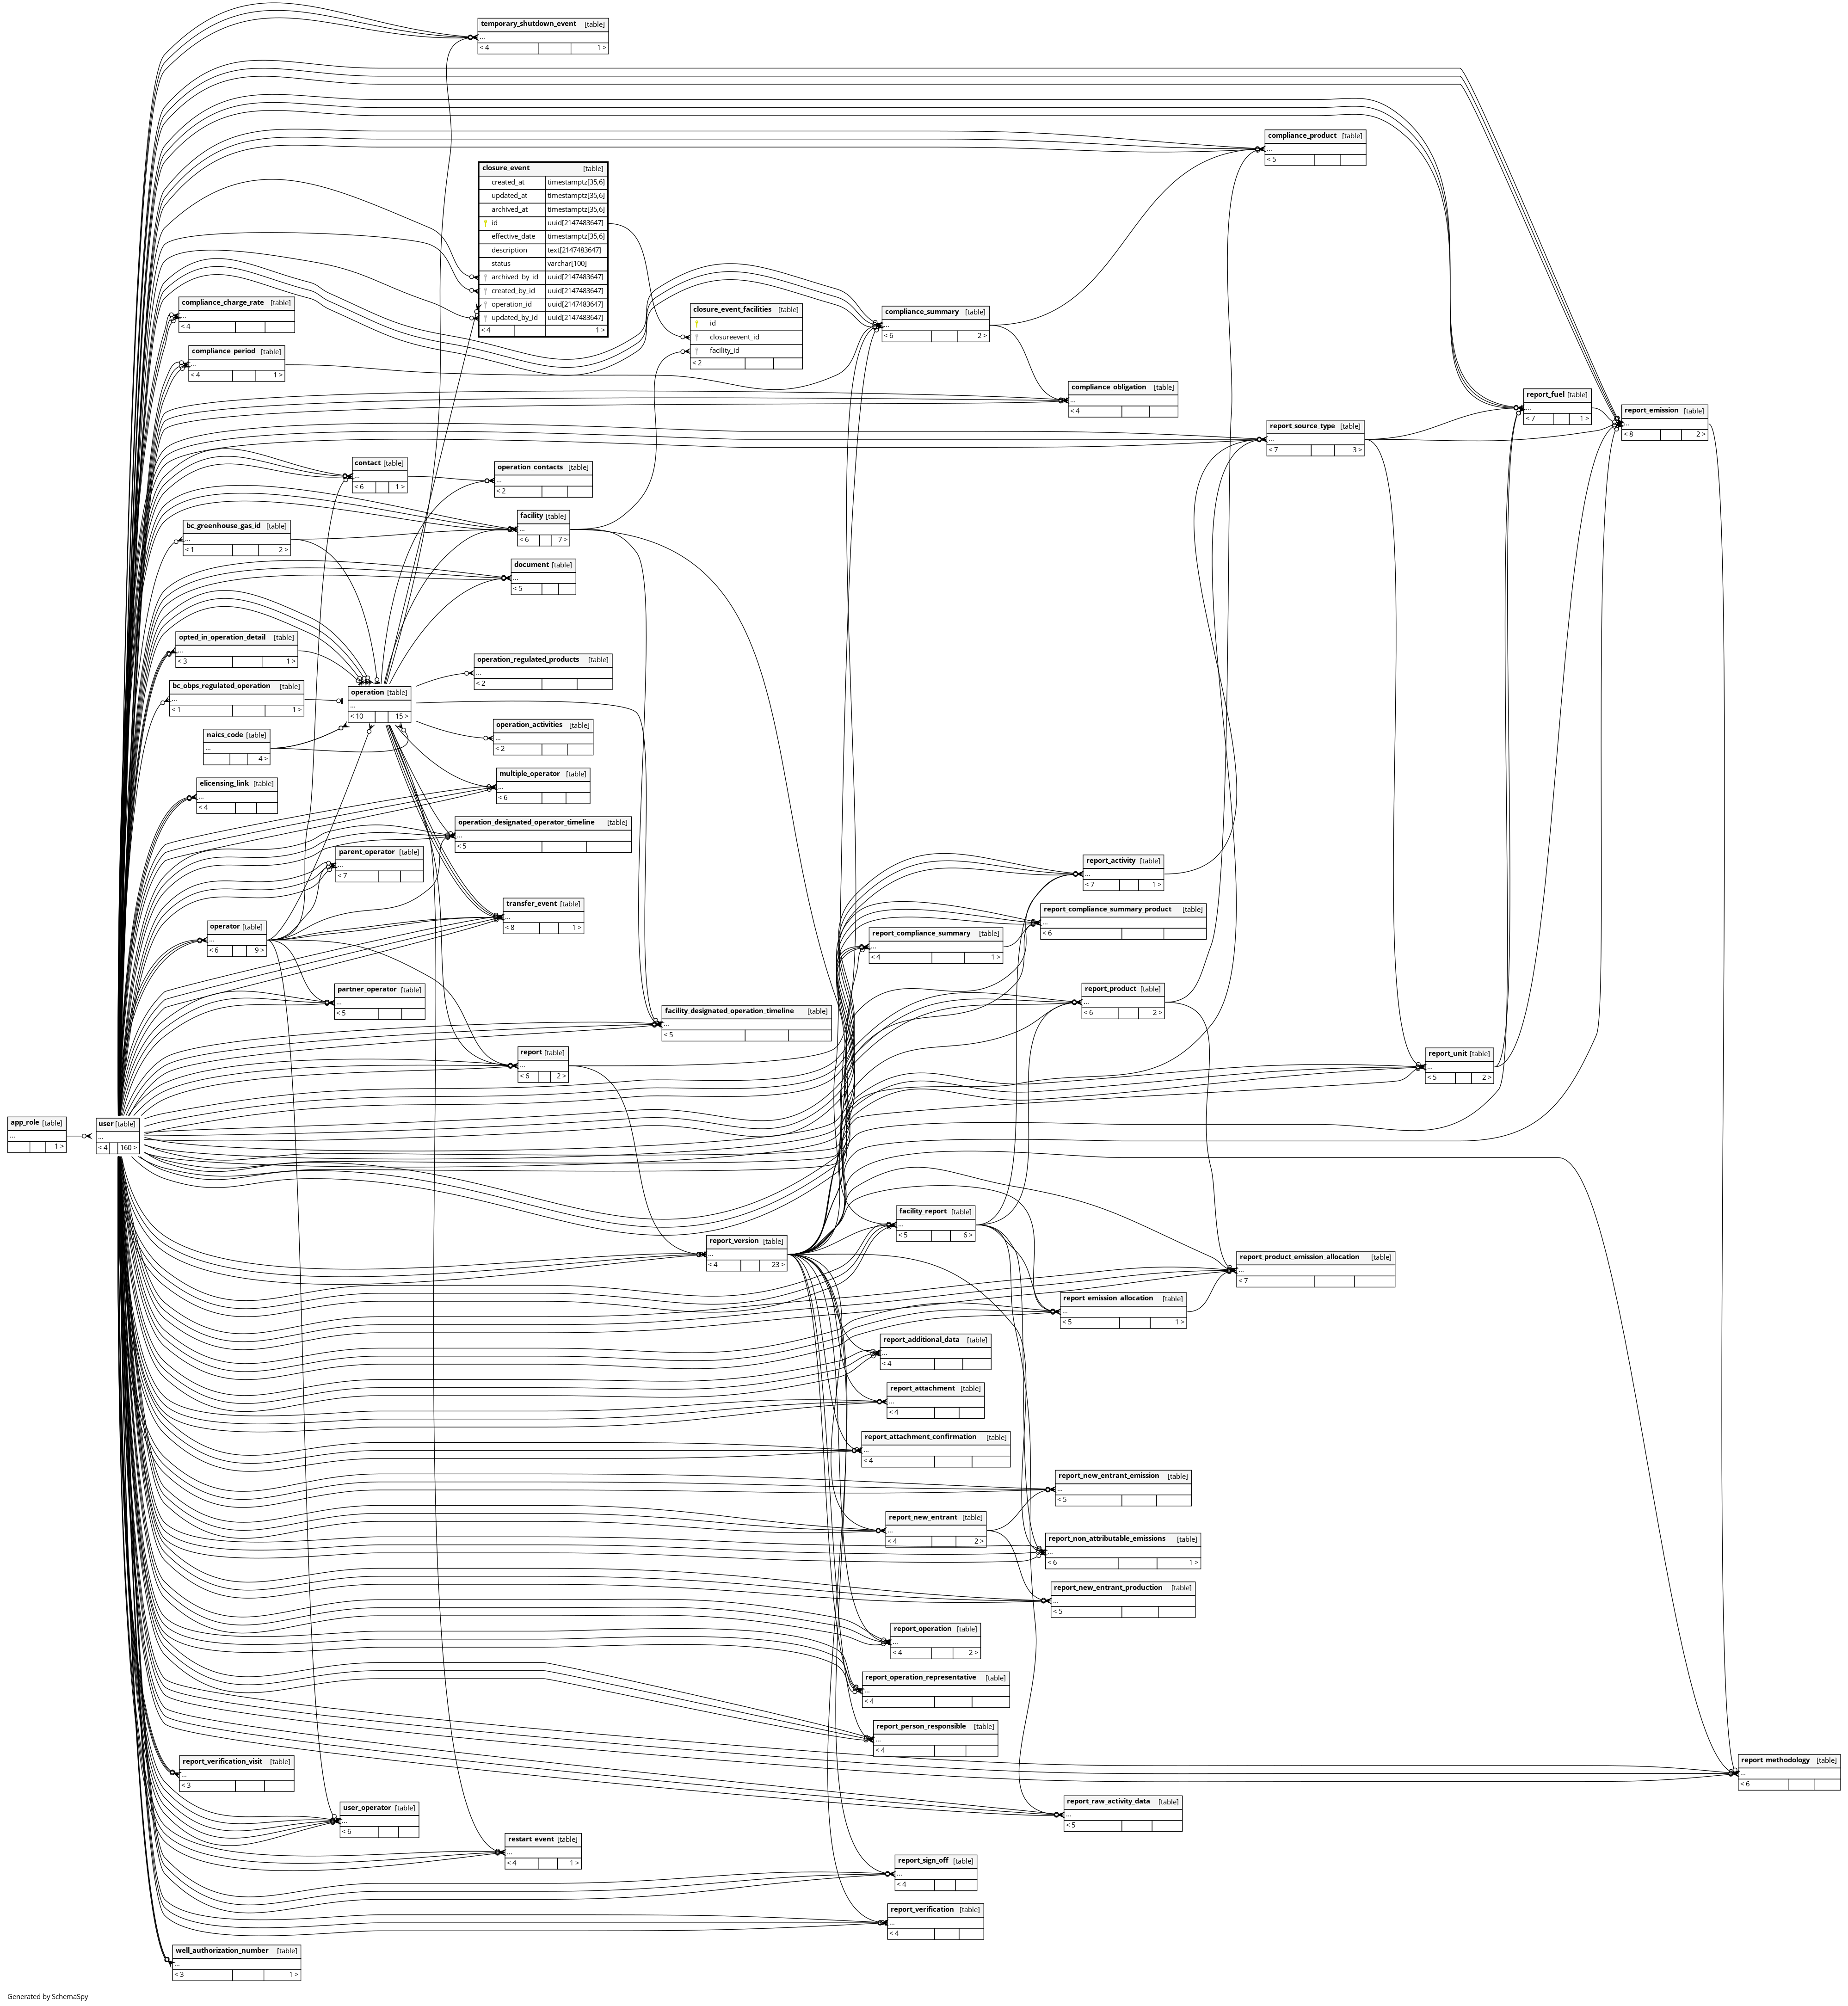 temporary_shutdown_event [table]
...
< 4 1 >
compliance_product [table]
...
< 5
closure_event [table]
created_at timestamptz[35,6]
updated_at timestamptz[35,6]
archived_at timestamptz[35,6]
id uuid[2147483647]
effective_date timestamptz[35,6]
description text[2147483647]
status varchar[100]
archived_by_id uuid[2147483647]
created_by_id uuid[2147483647]
operation_id uuid[2147483647]
updated_by_id uuid[2147483647]
< 4 1 >
compliance_charge_rate [table]
...
< 4
closure_event_facilities [table]
id
closureevent_id
facility_id
< 2
compliance_summary [table]
...
< 6 2 >
compliance_period [table]
...
< 4 1 >
compliance_obligation [table]
...
< 4
report_fuel [table]
...
< 7 1 >
report_emission [table]
...
< 8 2 >
report_source_type [table]
...
< 7 3 >
contact [table]
...
< 6 1 >
operation_contacts [table]
...
< 2
facility [table]
...
< 6 7 >
bc_greenhouse_gas_id [table]
...
< 1 2 >
document [table]
...
< 5
opted_in_operation_detail [table]
...
< 3 1 >
operation_regulated_products [table]
...
< 2
bc_obps_regulated_operation [table]
...
< 1 1 >
operation [table]
...
< 10 15 >
operation_activities [table]
...
< 2
naics_code [table]
...
4 >
multiple_operator [table]
...
< 6
elicensing_link [table]
...
< 4
operation_designated_operator_timeline [table]
...
< 5
parent_operator [table]
...
< 7
report_activity [table]
...
< 7 1 >
transfer_event [table]
...
< 8 1 >
report_compliance_summary_product [table]
...
< 6
operator [table]
...
< 6 9 >
report_compliance_summary [table]
...
< 4 1 >
partner_operator [table]
...
< 5
report_product [table]
...
< 6 2 >
facility_designated_operation_timeline [table]
...
< 5
report [table]
...
< 6 2 >
report_unit [table]
...
< 5 2 >
app_role [table]
...
1 >
user [table]
...
< 4 160 >
facility_report [table]
...
< 5 6 >
report_version [table]
...
< 4 23 >
report_product_emission_allocation [table]
...
< 7
report_emission_allocation [table]
...
< 5 1 >
report_additional_data [table]
...
< 4
report_attachment [table]
...
< 4
report_attachment_confirmation [table]
...
< 4
report_new_entrant_emission [table]
...
< 5
report_new_entrant [table]
...
< 4 2 >
report_non_attributable_emissions [table]
...
< 6 1 >
report_new_entrant_production [table]
...
< 5
report_operation [table]
...
< 4 2 >
report_operation_representative [table]
...
< 4
report_person_responsible [table]
...
< 4
report_verification_visit [table]
...
< 3
report_methodology [table]
...
< 6
report_raw_activity_data [table]
...
< 5
user_operator [table]
...
< 6
restart_event [table]
...
< 4 1 >
report_sign_off [table]
...
< 4
report_verification [table]
...
< 4
well_authorization_number [table]
...
< 3 1 >
Generated by SchemaSpy